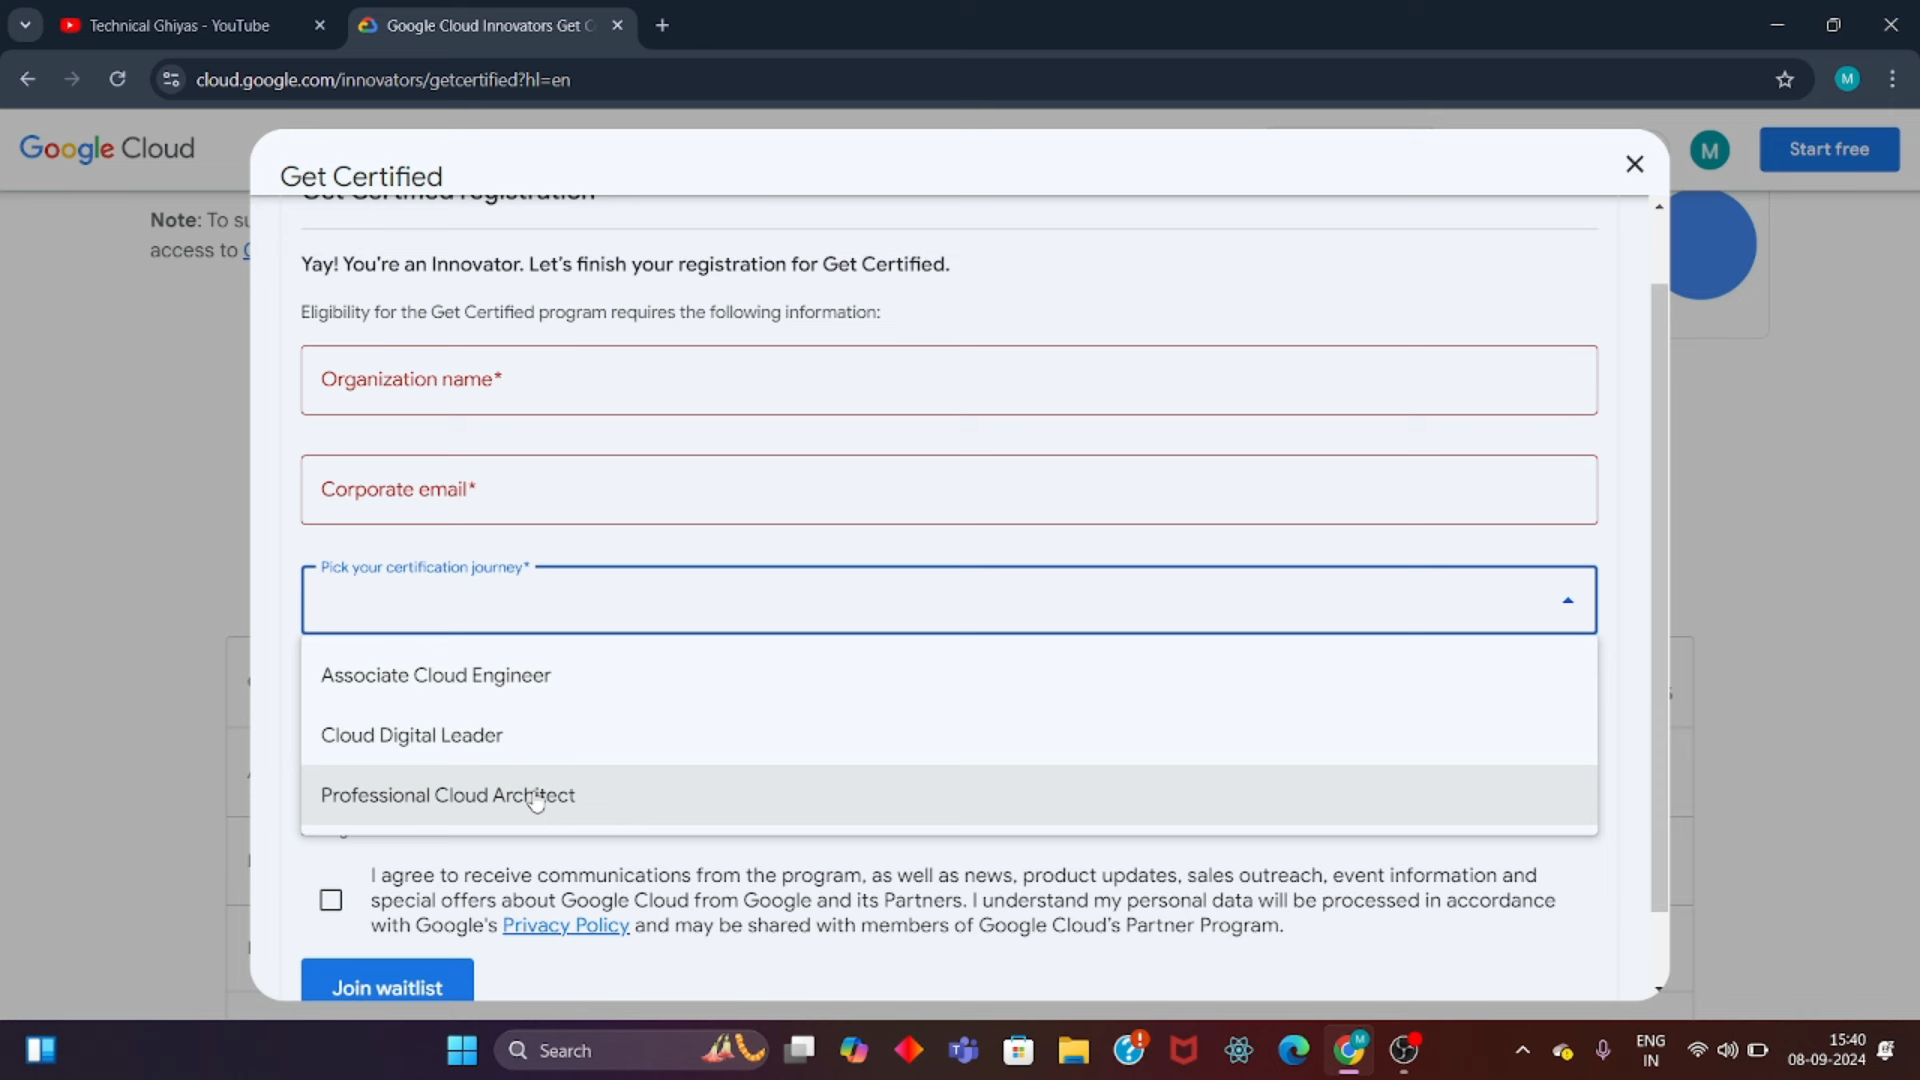 Technical Ghiyas - YouTube
Google Cloud Innovators Get C
cloud.google.com/innovators/getcertified?hl=en
M
Google Cloud
M
Start free
Get Certified
Get Certified registration
Note: To su
access to
Yay! You're an Innovator. Let's finish your registration for Get Certified.
Eligibility for the Get Certified program requires the following information:
Organization name*
Corporate email*
Pick your certification journey*
Associate Cloud Engineer
Cloud Digital Leader
Professional Cloud Architect
I agree to receive communications from the program, as well as news, product updates, sales outreach, event information and
special offers about Google Cloud from Google and its Partners. I understand my personal data will be processed in accordance
with Google's Privacy Policy and may be shared with members of Google Cloud's Partner Program.
Join waitlist
Search
ENG
IN
15:40
08-09-2024